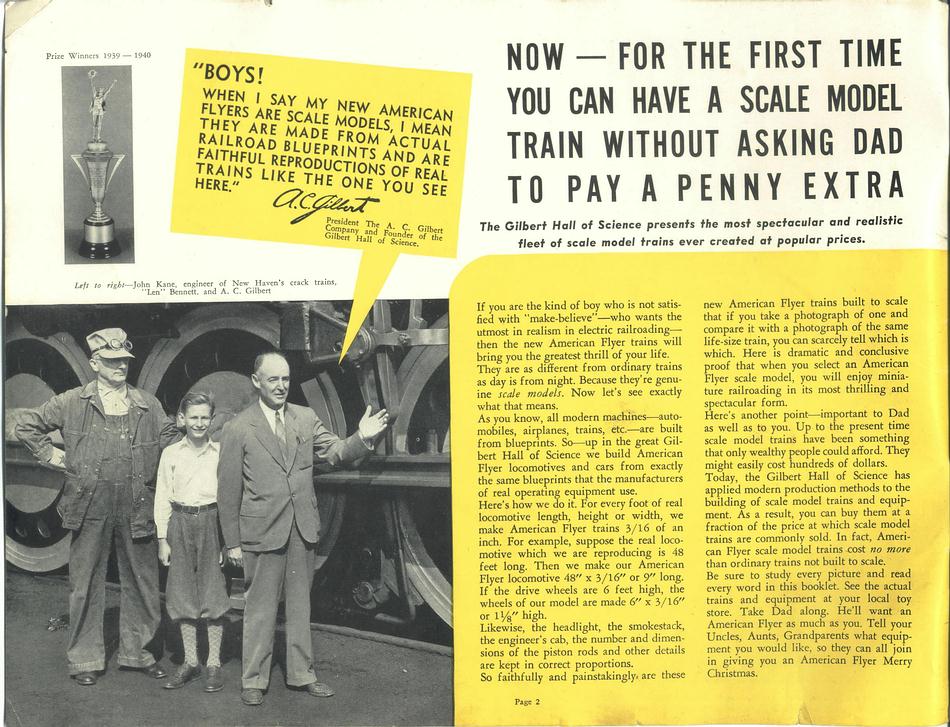 Prize Winners 1939 — 1940
"BOYS!
WHEN I SAY MY NEW AMERICAN
FLYERS ARE SCALE MODELS, I MEAN
THEY ARE MADE FROM ACTUAL
RAILROAD BLUEPRINTS AND ARE
FAITHFUL REPRODUCTIONS OF REAL
TRAINS LIKE THE ONE YOU SEE
HERE."
A.C. Gilbert
President The A. C. Gilbert
Company and Founder of the
Gilbert Hall of Science.
Left to right—John Kane, engineer of New Haven's crack trains,
"Len" Bennett, and A. C. Gilbert
NOW — FOR THE FIRST TIME
YOU CAN HAVE A SCALE MODEL
TRAIN WITHOUT ASKING DAD
TO PAY A PENNY EXTRA
The Gilbert Hall of Science presents the most spectacular and realistic
fleet of scale model trains ever created at popular prices.
If you are the kind of boy who is not satis-
fied with "make-believe"—who wants the
utmost in realism in electric railroading—
then the new American Flyer trains will
bring you the greatest thrill of your life.
They are as different from ordinary trains
as day is from night. Because they're genu-
ine scale models. Now let's see exactly
what that means.
As you know, all modern machines—auto-
mobiles, airplanes, trains, etc.—are built
from blueprints. So—up in the great Gil-
bert Hall of Science we build American
Flyer locomotives and cars from exactly
the same blueprints that the manufacturers
of real operating equipment use.
Here's how we do it. For every foot of real
locomotive length, height or width, we
make American Flyer trains 3/16 of an
inch. For example, suppose the real loco-
motive which we are reproducing is 48
feet long. Then we make our American
Flyer locomotive 48" x 3/16" or 9" long.
If the drive wheels are 6 feet high, the
wheels of our model are made 6" x 3/16"
or 1⅛" high.
Likewise, the headlight, the smokestack,
the engineer's cab, the number and dimen-
sions of the piston rods and other details
are kept in correct proportions.
So faithfully and painstakingly are these
new American Flyer trains built to scale
that if you take a photograph of one and
compare it with a photograph of the same
life-size train, you can scarcely tell which is
which. Here is dramatic and conclusive
proof that when you select an American
Flyer scale model, you will enjoy minia-
ture railroading in its most thrilling and
spectacular form.
Here's another point—important to Dad
as well as to you. Up to the present time
scale model trains have been something
that only wealthy people could afford. They
might easily cost hundreds of dollars.
Today, the Gilbert Hall of Science has
applied modern production methods to the
building of scale model trains and equip-
ment. As a result, you can buy them at a
fraction of the price at which scale model
trains are commonly sold. In fact, Ameri-
can Flyer scale model trains cost no more
than ordinary trains not built to scale.
Be sure to study every picture and read
every word in this booklet. See the actual
trains and equipment at your local toy
store. Take Dad along. He'll want an
American Flyer as much as you. Tell your
Uncles, Aunts, Grandparents what equip-
ment you would like, so they can all join
in giving you an American Flyer Merry
Christmas.
Page 2